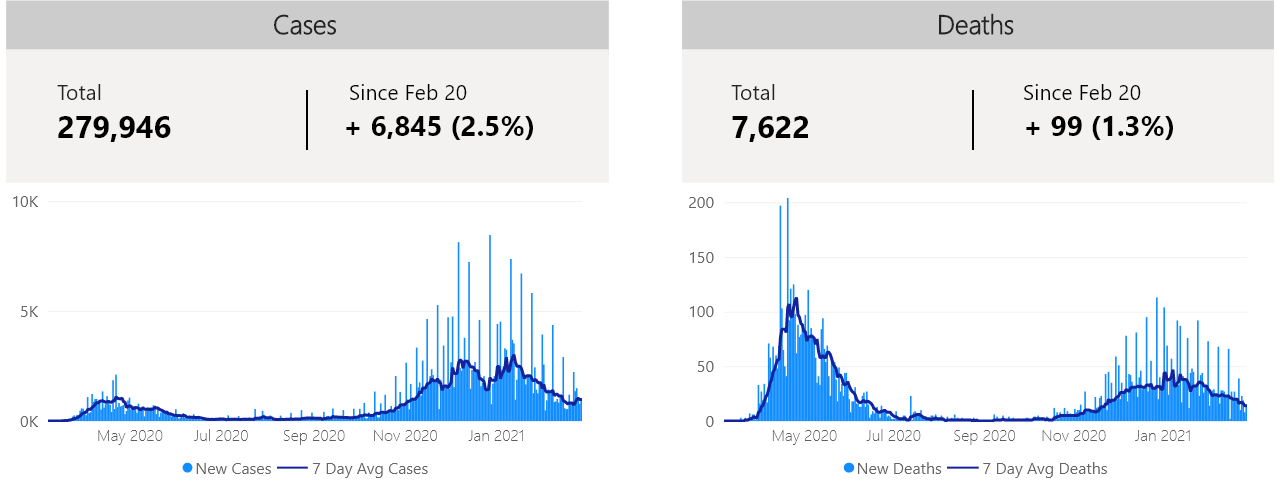 Cases
Total
279,946
Since Feb 20
+ 6,845 (2.5%)
10K
5K
0K
May 2020 Jul 2020 Sep 2020 Nov 2020 Jan 2021
New Cases 7 Day Avg Cases
Deaths
Total
7,622
Since Feb 20
+ 99 (1.3%)
200
150
100
50
0
May 2020 Jul 2020 Sep 2020 Nov 2020 Jan 2021
New Deaths 7 Day Avg Deaths